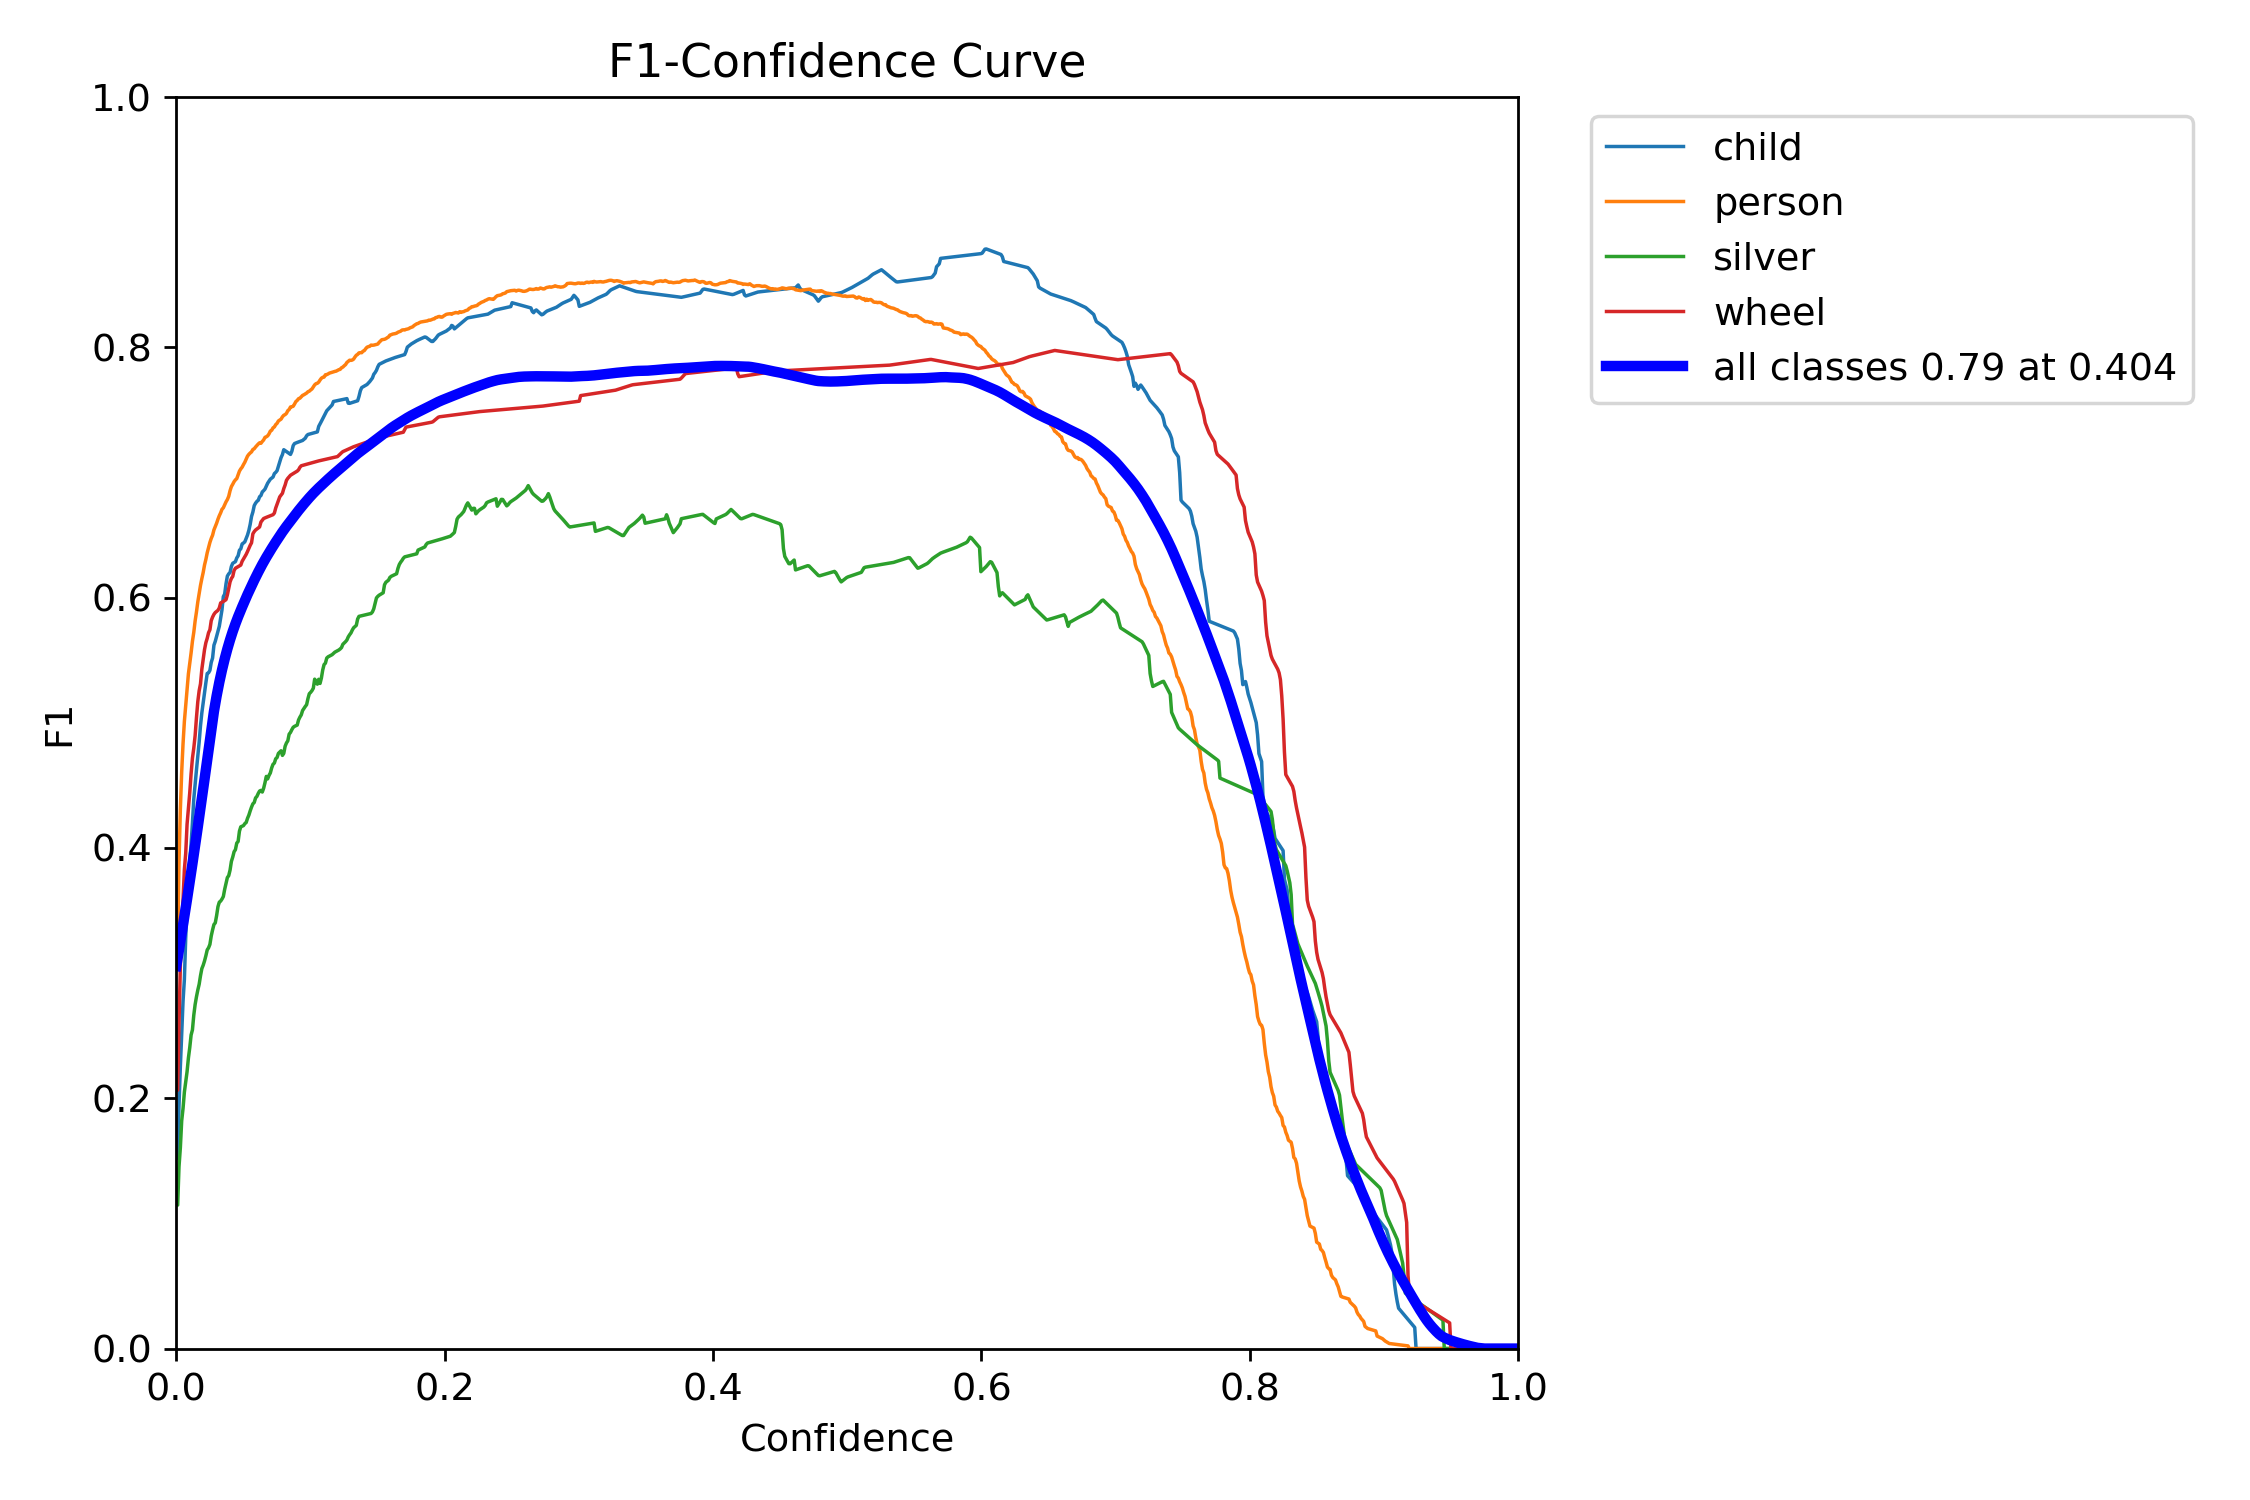 F1-Confidence Curve
1.0
0.8
0.6
0.4
0.2
0.0
F1
0.0 0.2 0.4 0.6 0.8 1.0
Confidence
child
person
silver
wheel
all classes 0.79 at 0.404